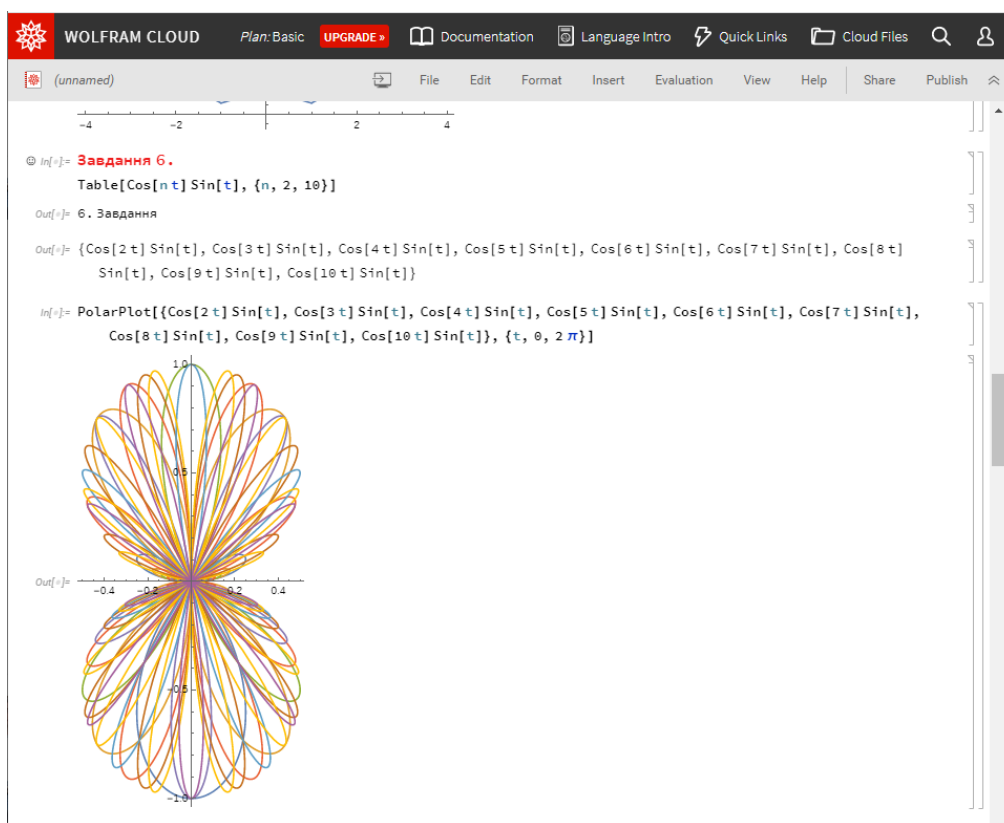 WOLFRAM CLOUD Plan: Basic UPGRADE » Documentation Language Intro Quick Links Cloud Files
(unnamed) File Edit Format Insert Evaluation View Help Share Publish
-4 -2 2 4
In[•]:= Завдання 6.
Table[Cos[n t] Sin[t], {n, 2, 10}]
Out[•]= 6. Завдання
Out[•]= {Cos[2 t] Sin[t], Cos[3 t] Sin[t], Cos[4 t] Sin[t], Cos[5 t] Sin[t], Cos[6 t] Sin[t], Cos[7 t] Sin[t], Cos[8 t]
Sin[t], Cos[9 t] Sin[t], Cos[10 t] Sin[t]}
In[•]:= PolarPlot[{Cos[2 t] Sin[t], Cos[3 t] Sin[t], Cos[4 t] Sin[t], Cos[5 t] Sin[t], Cos[6 t] Sin[t], Cos[7 t] Sin[t],
Cos[8 t] Sin[t], Cos[9 t] Sin[t], Cos[10 t] Sin[t]}, {t, 0, 2 π}]
1.0
0.5
Out[•]=
-0.4 -0.2 0.2 0.4
-0.5
-1.0